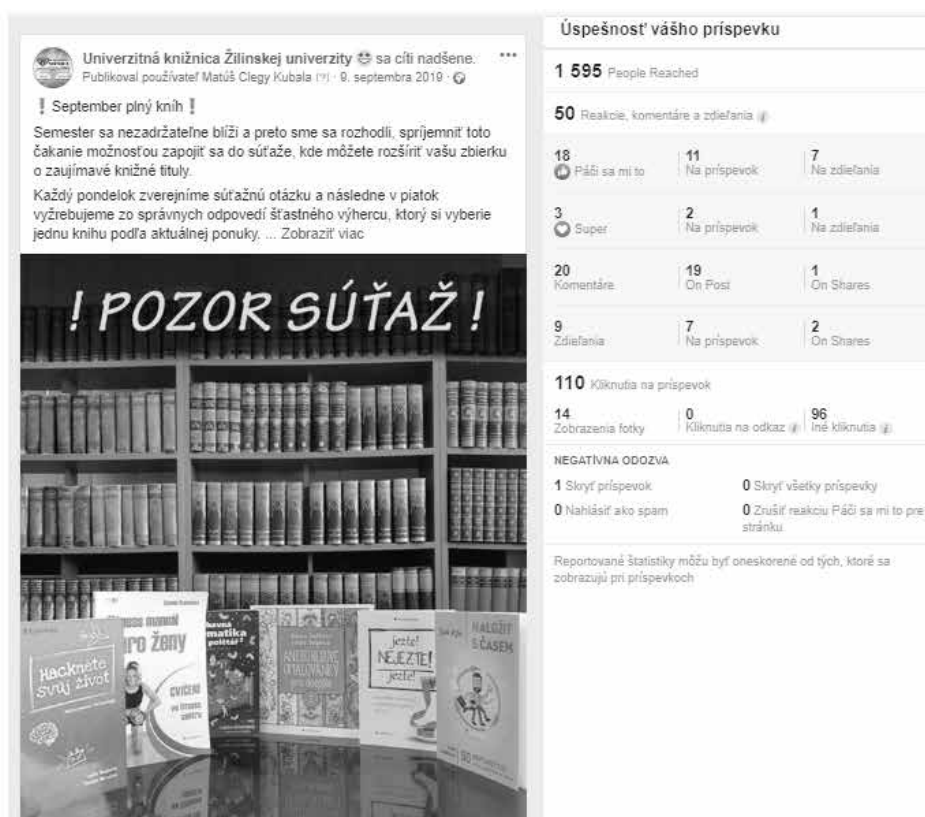 Univerzitná knižnica Žilinskej univerzity 😍 sa cíti nadšene.
Publikoval používateľ Matúš Clegy Kubala [?] · 9. septembra 2019 ·
❗ September plný kníh ❗
Semester sa nezadržateľne blíži a preto sme sa rozhodli, spríjemniť toto
čakanie možnosťou zapojiť sa do súťaže, kde môžete rozšíriť vašu zbierku
o zaujímavé knižné tituly.
Každý pondelok zverejníme súťažnú otázku a následne v piatok
vyžrebujeme zo správnych odpovedí šťastného výhercu, ktorý si vyberie
jednu knihu podľa aktuálnej ponuky. ... Zobraziť viac
! POZOR SÚŤAŽ !
Hackněte
svůj život
pro ženy
CVIČENÍ
jezte!
NEJEZTE!
jezte!
NALOŽIT
S ČASEM
Úspešnosť vášho príspevku
1 595 People Reached
50 Reakcie, komentáre a zdieľania
18 11 7
Páči sa mi to Na príspevok Na zdieľania
3 2 1
Super Na príspevok Na zdieľania
20 19 1
Komentáre On Post On Shares
9 7 2
Zdieľania Na príspevok On Shares
110 Kliknutia na príspevok
14 0 96
Zobrazenia fotky Kliknutia na odkaz Iné kliknutia
NEGATÍVNA ODOZVA
1 Skryť príspevok 0 Skryť všetky príspevky
0 Nahlásiť ako spam 0 Zrušiť reakciu Páči sa mi to pre
stránku
Reportované štatistiky môžu byť oneskorené od tých, ktoré sa
zobrazujú pri príspevkoch